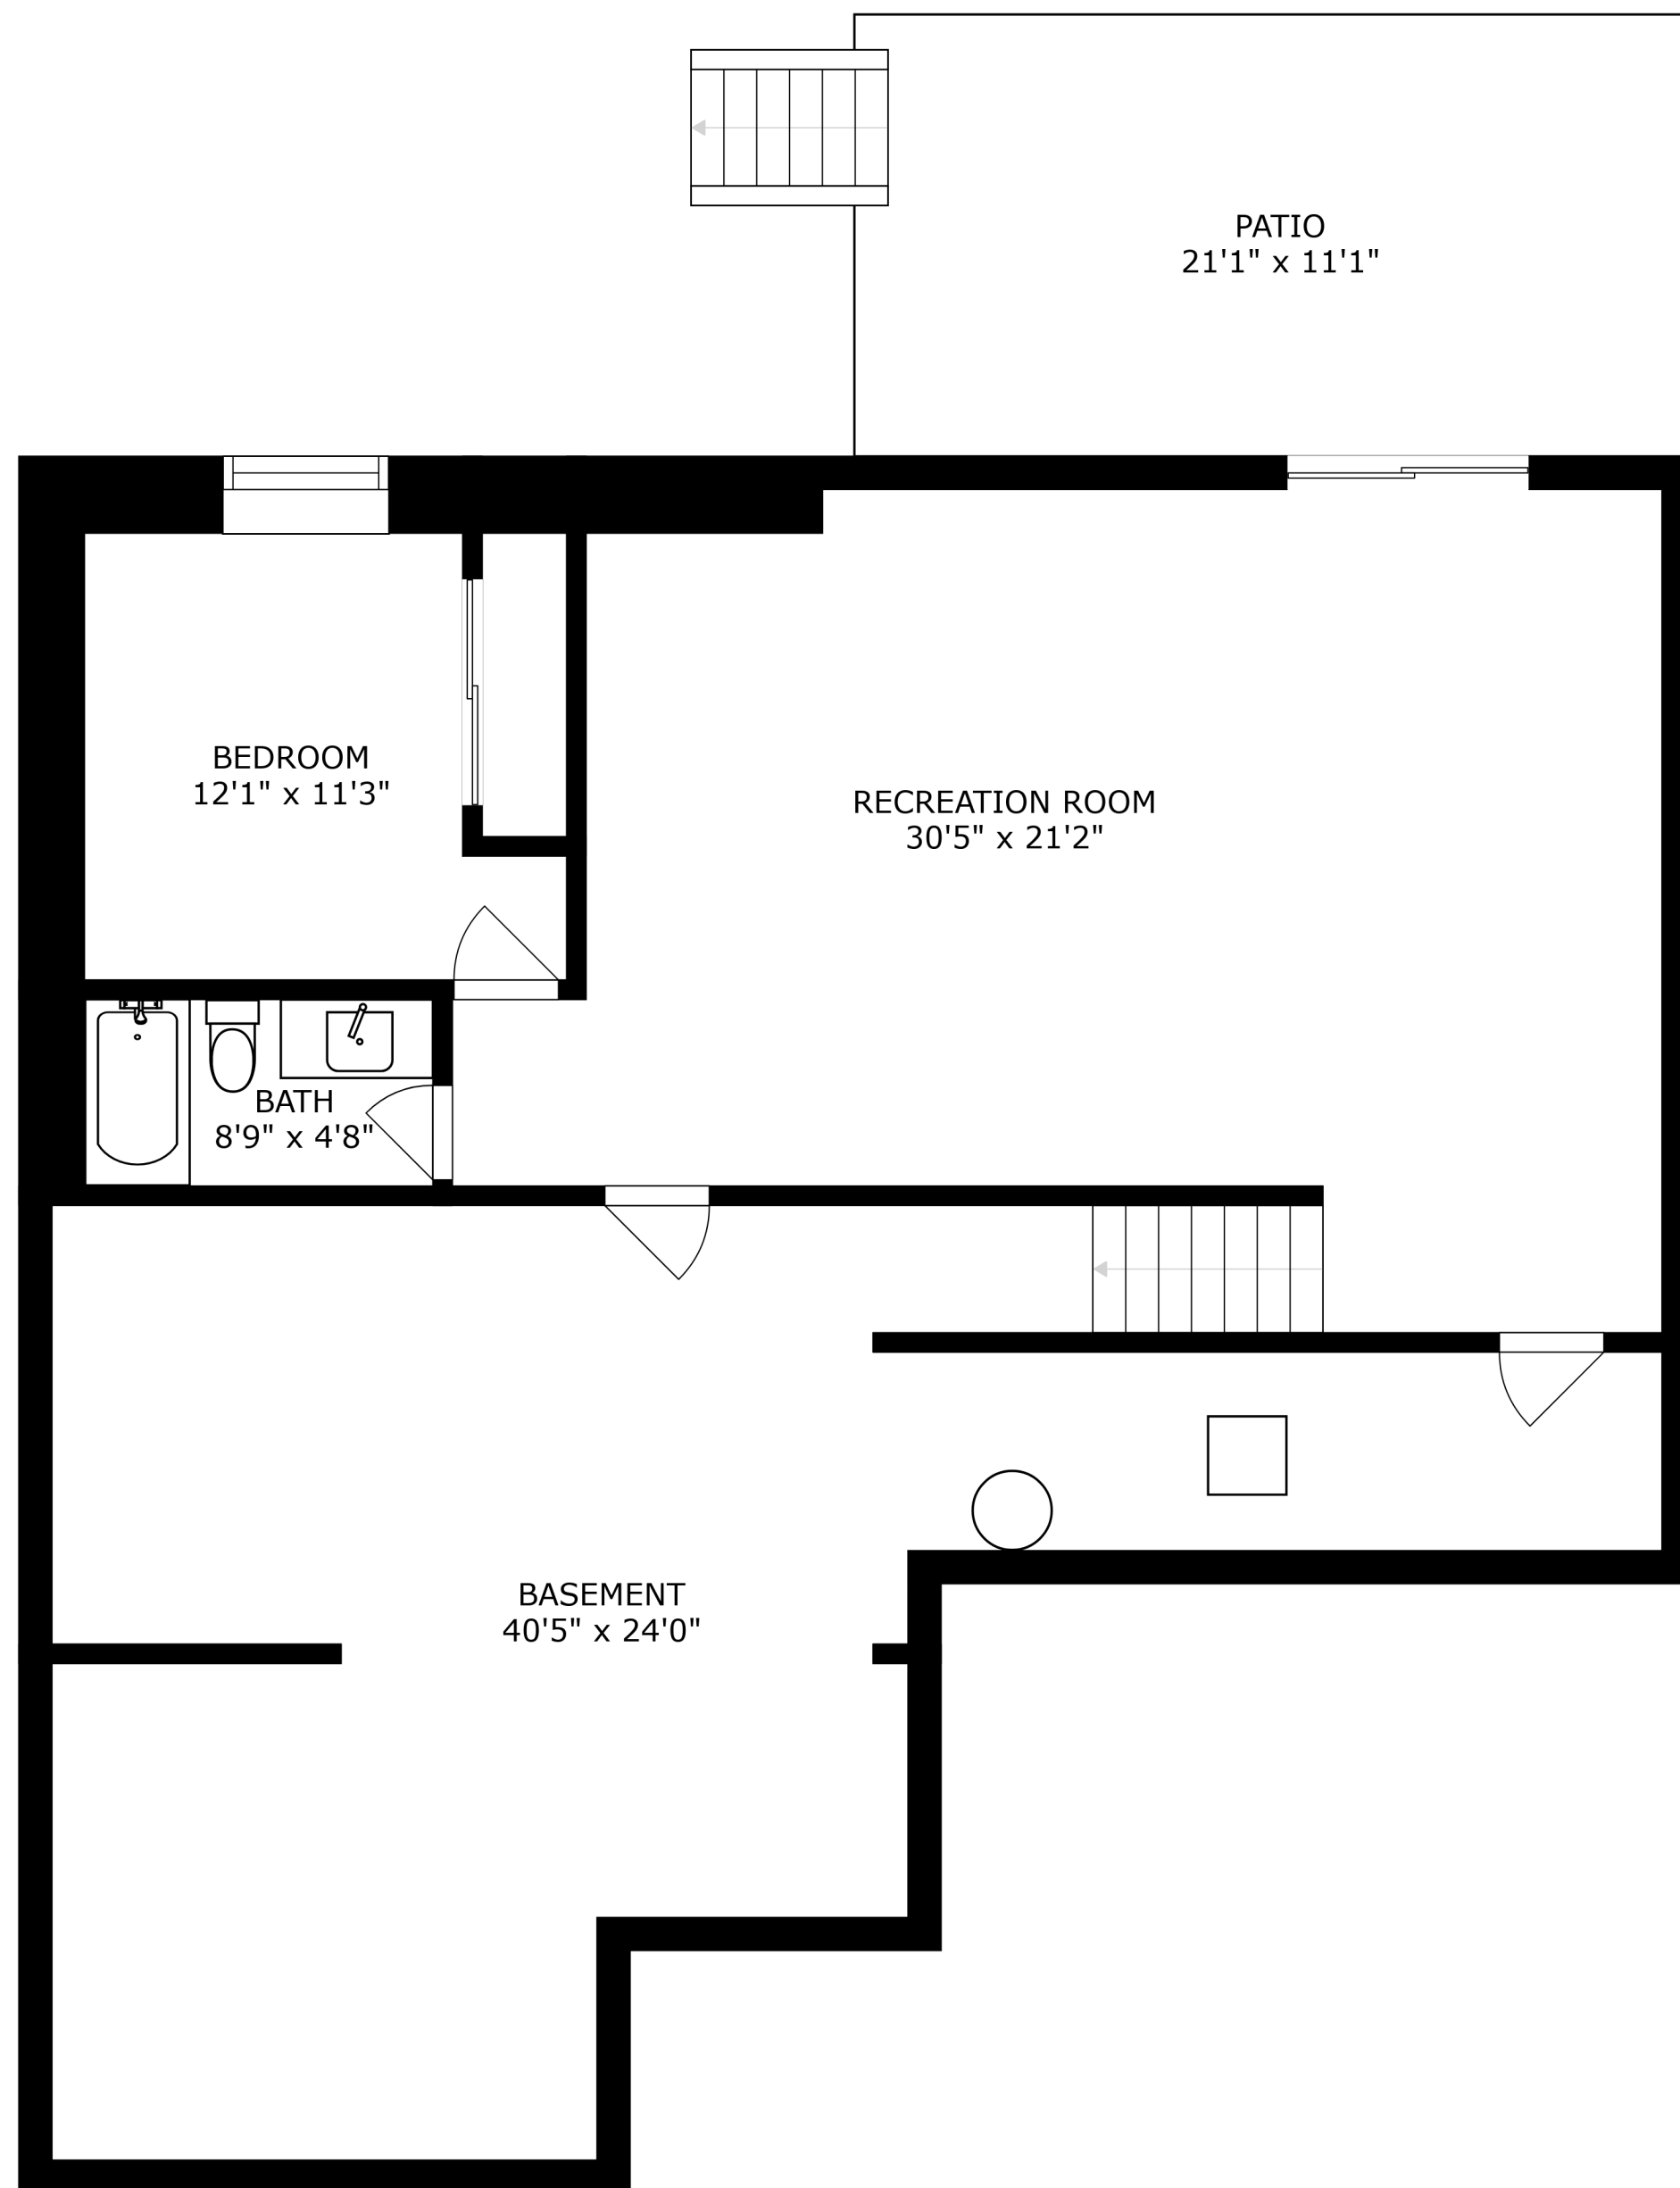 PATIO
21'1" x 11'1"
BEDROOM
12'1" x 11'3"
RECREATION ROOM
30'5" x 21'2"
BATH
8'9" x 4'8"
BASEMENT
40'5" x 24'0"